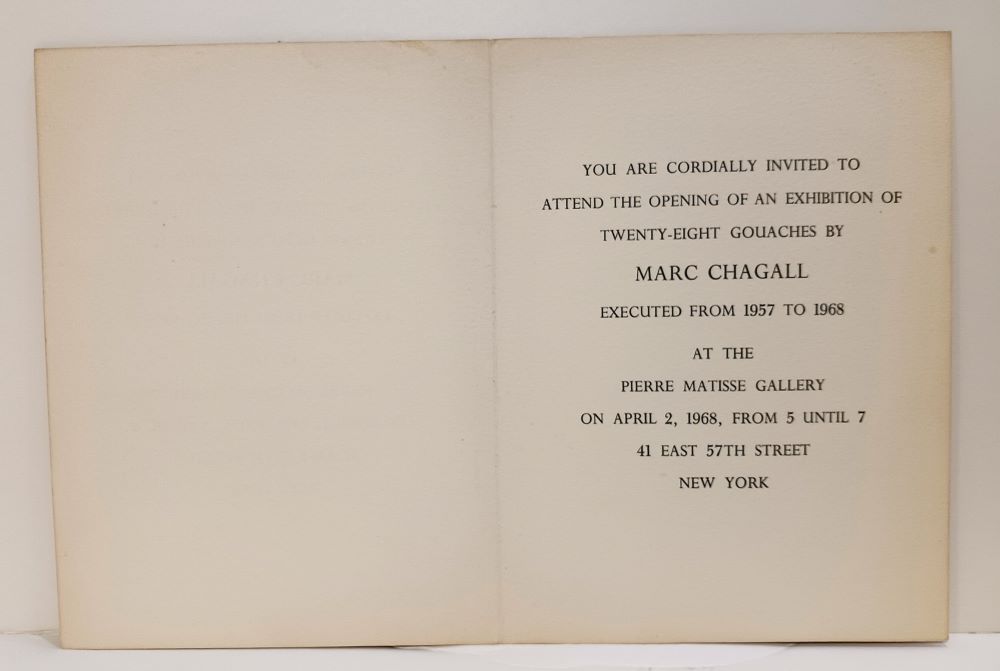 YOU ARE CORDIALLY INVITED TO
ATTEND THE OPENING OF AN EXHIBITION OF
TWENTY-EIGHT GOUACHES BY
MARC CHAGALL
EXECUTED FROM 1957 TO 1968
AT THE
PIERRE MATISSE GALLERY
ON APRIL 2, 1968, FROM 5 UNTIL 7
41 EAST 57TH STREET
NEW YORK